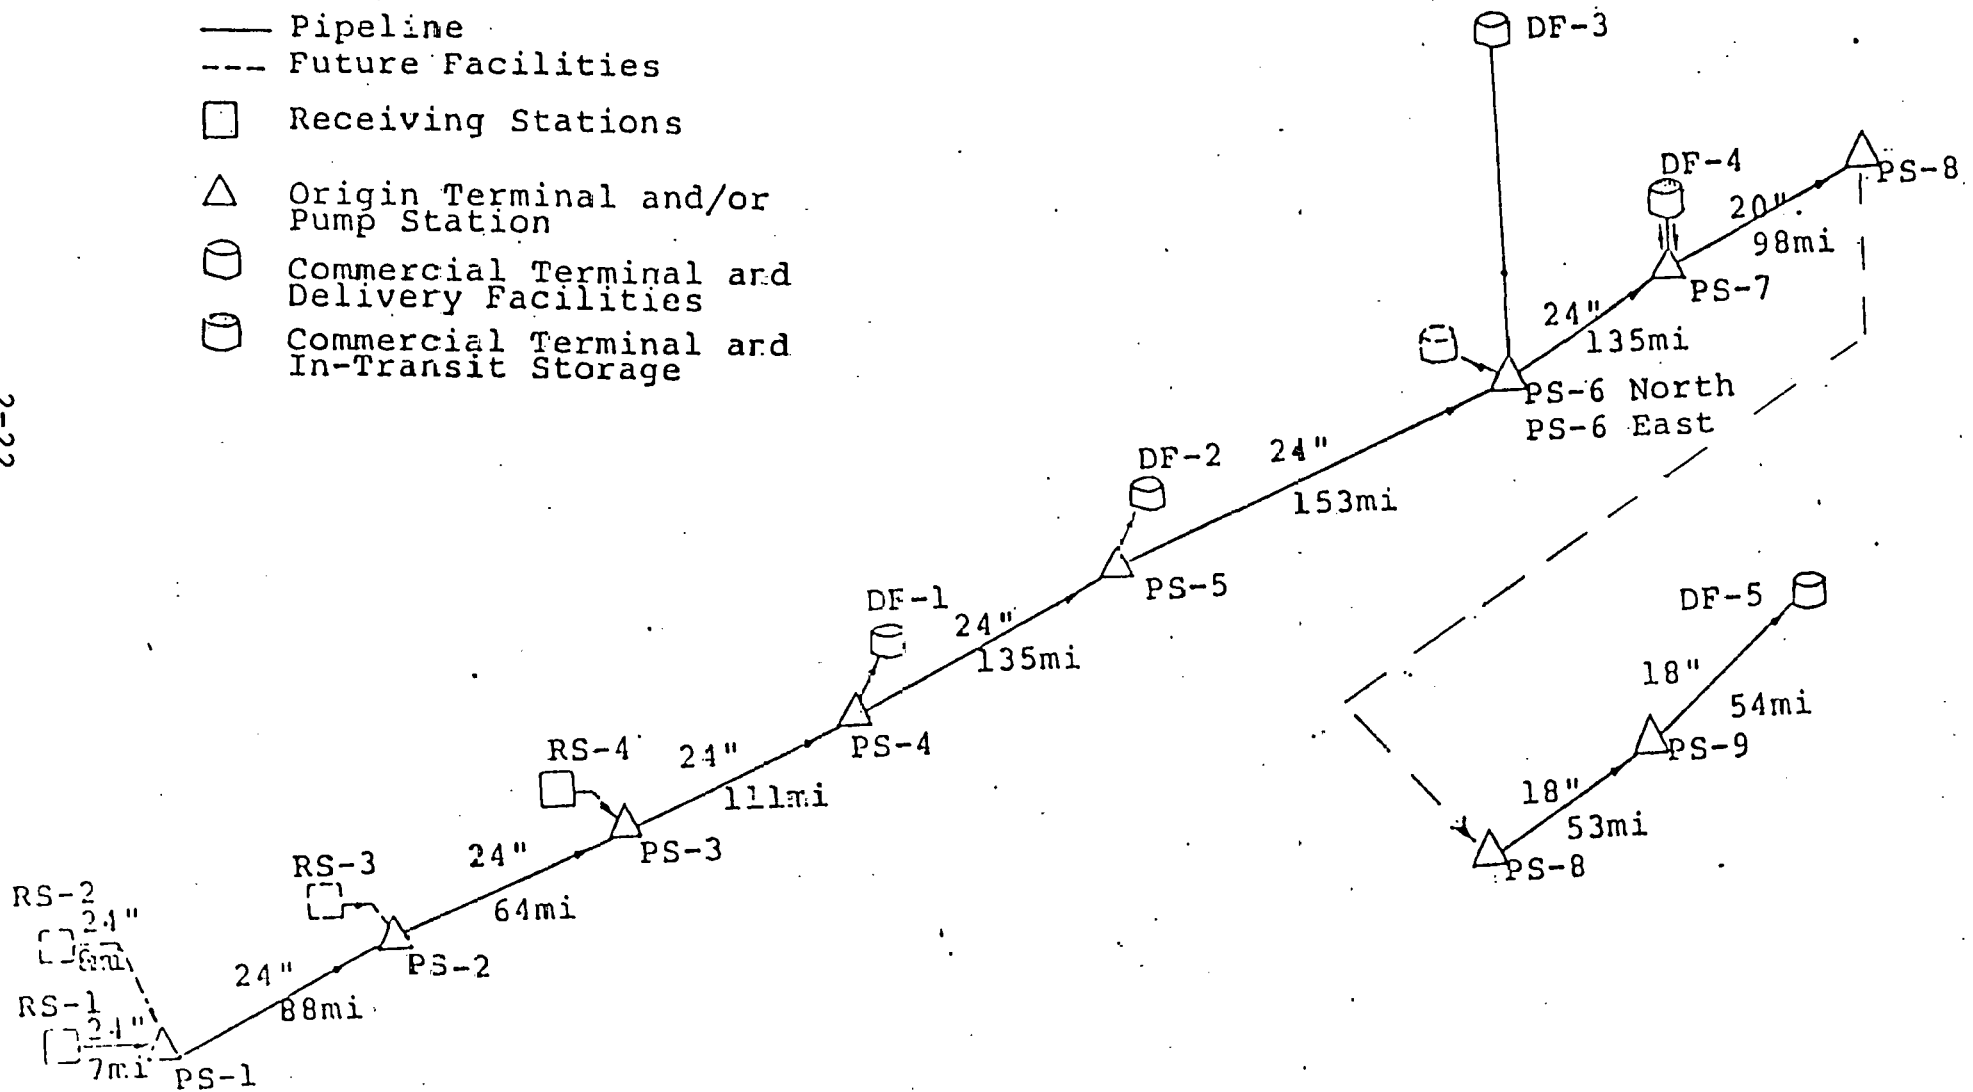 Pipeline
Future Facilities
Receiving Stations
Origin Terminal and/or
Pump Station
Commercial Terminal and
Delivery Facilities
Commercial Terminal and
In-Transit Storage
2-22
DF-3
DF-4
PS-8
20"
98mi
PS-7
24"
135mi
PS-6 North
PS-6 East
DF-2
24"
153mi
PS-5
DF-1
24"
135mi
DF-5
18"
54mi
PS-4
PS-9
RS-4
24"
111mi
18"
53mi
PS-3
PS-8
RS-3
24"
64mi
RS-2
24"
PS-2
24"
88mi
RS-1
24"
7mi
PS-1